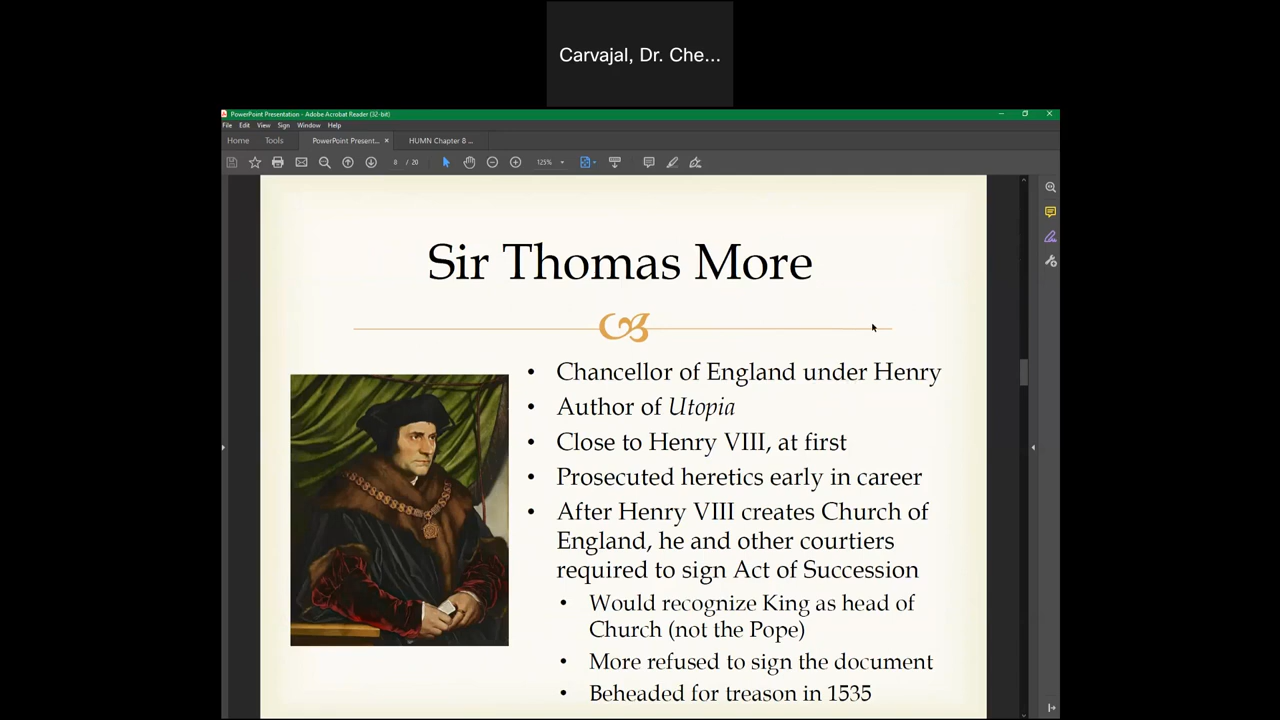 Carvajal, Dr. Che...
PowerPoint Presentation - Adobe Acrobat Reader (32-bit)
File Edit View Sign Window Help
Home Tools PowerPoint Present... × HUMN Chapter 8 ...
8 / 20 125%
Sir Thomas More
• Chancellor of England under Henry
• Author of Utopia
• Close to Henry VIII, at first
• Prosecuted heretics early in career
• After Henry VIII creates Church of
England, he and other courtiers
required to sign Act of Succession
• Would recognize King as head of
Church (not the Pope)
• More refused to sign the document
• Beheaded for treason in 1535